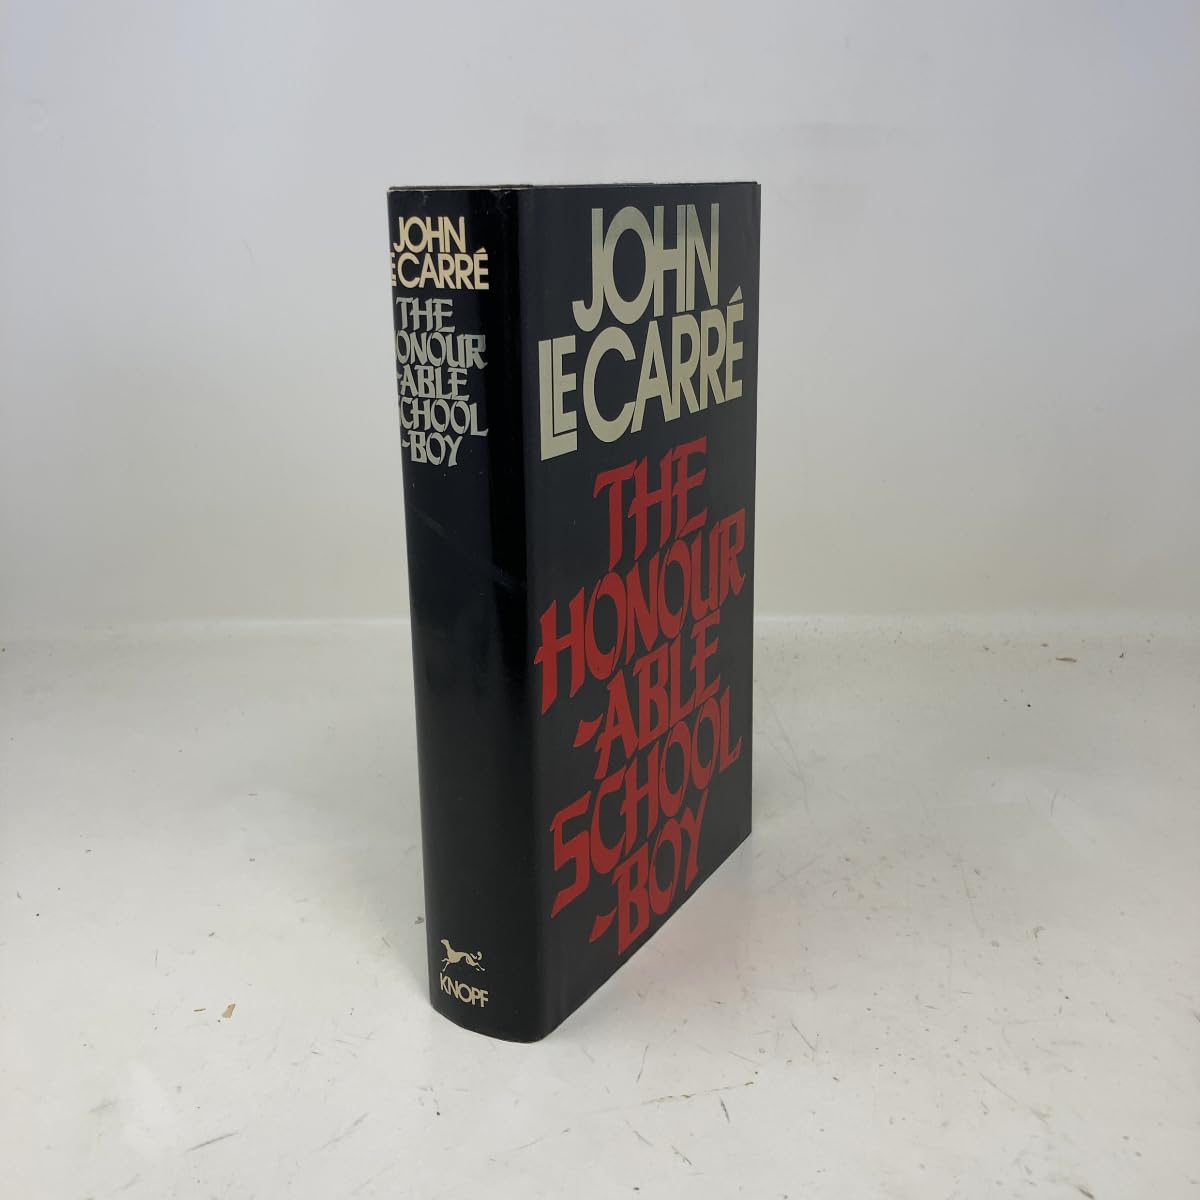 JOHN
LE CARRÉ
THE
HONOUR
-ABLE
SCHOOL
-BOY
KNOPF
JOHN
LE CARRÉ
THE
HONOUR
-ABLE
SCHOOL
-BOY